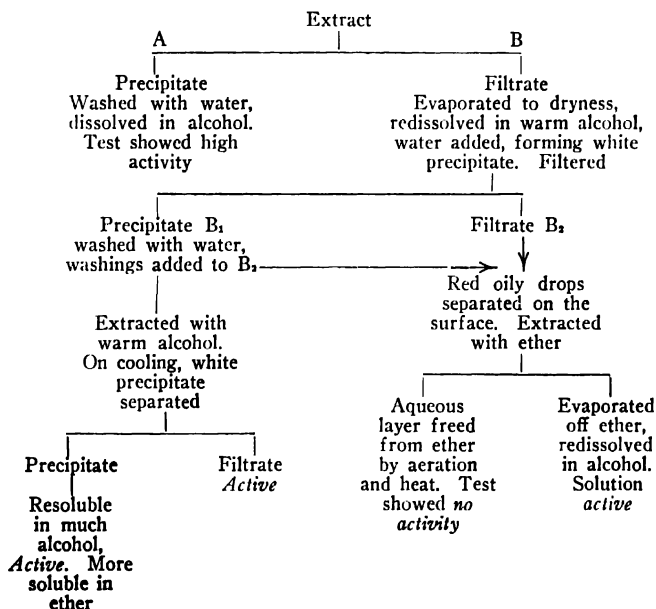 Extract
A
Precipitate
Washed with water,
dissolved in alcohol.
Test showed high
activity
B
Filtrate
Evaporated to dryness,
redissolved in warm alcohol,
water added, forming white
precipitate. Filtered
Precipitate B₁
washed with water,
washings added to B₂
Filtrate B₂
Red oily drops
separated on the
surface. Extracted
with ether
Extracted with
warm alcohol.
On cooling, white
precipitate
separated
Precipitate
Resoluble
in much
alcohol,
Active. More
soluble in
ether
Filtrate
Active
Aqueous
layer freed
from ether
by aeration
and heat. Test
showed no
activity
Evaporated
off ether,
redissolved
in alcohol.
Solution
active